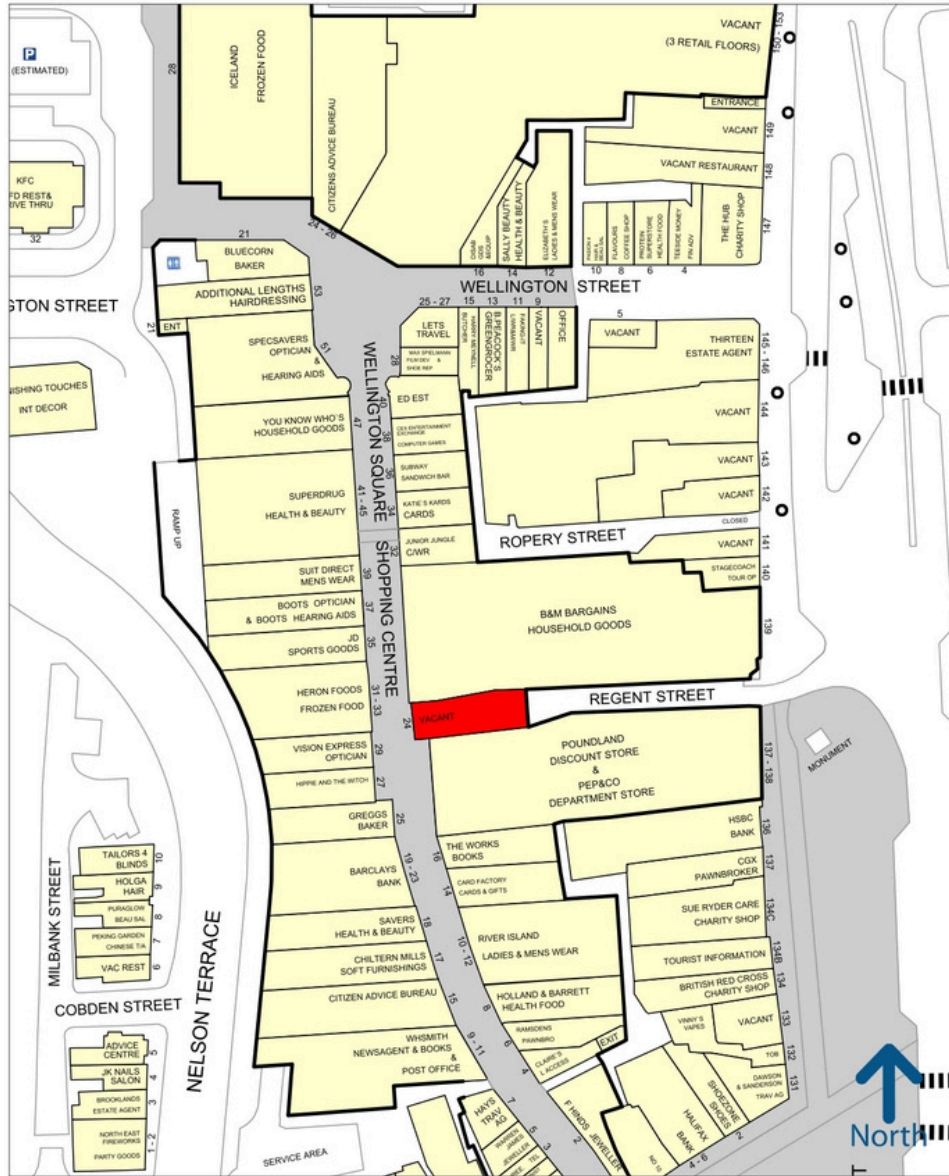 VACANT
(3 RETAIL FLOORS)
150 - 153
P
(ESTIMATED)
28
ICELAND
FROZEN FOOD
CITIZENS ADVICE BUREAU
24 - 26
ENTRANCE
VACANT
149
VACANT RESTAURANT
148
KFC
FD REST&
RIVE THRU
32
SALLY BEAUTY
HEALTH & BEAUTY
14
ELIZABETH'S
LADIES & MENS WEAR
12
16
10
FLAVOURS
COFFEE SHOP
8
PROTEIN
SUPERSTORE
HEALTH FOOD
6
TEESIDE MONEY
FIN ADV
4
THE HUB
CHARITY SHOP
147
21
BLUECORN
BAKER
WELLINGTON STREET
GTON STREET
ADDITIONAL LENGTHS
HAIRDRESSING
53
21
ENT
SPECSAVERS
OPTICIAN
&
HEARING AIDS
51
25 - 27
LETS
TRAVEL
15
HARRY MEYNELL
BUTCHER
13
B.PEACOCK'S
GREENGROCER
11
FAKING-IT
L/WR&M/WR
9
VACANT
OFFICE
5
VACANT
THIRTEEN
ESTATE AGENT
145 - 146
MAX SPIELMANN
FILM DEV &
SHOE REP
28
NISHING TOUCHES
INT DECOR
YOU KNOW WHO'S
HOUSEHOLD GOODS
47
40
ED EST
VACANT
144
38
CEX ENTERTAINMENT
EXCHANGE
COMPUTER GAMES
WELLINGTON SQUARE
SHOPPING CENTRE
SUPERDRUG
HEALTH & BEAUTY
41 - 45
36
SUBWAY
SANDWICH BAR
VACANT
143
34
KATIE'S KARDS
CARDS
VACANT
142
RAMP UP
CLOSED
ROPERY STREET
32
JUNIOR JUNGLE
C/WR
VACANT
141
SUIT DIRECT
MENS WEAR
39
STAGECOACH
TOUR OP
140
BOOTS OPTICIAN
& BOOTS HEARING AIDS
37
B&M BARGAINS
HOUSEHOLD GOODS
139
JD
SPORTS GOODS
35
HERON FOODS
FROZEN FOOD
31 - 33
REGENT STREET
24
VACANT
VISION EXPRESS
OPTICIAN
29
POUNDLAND
DISCOUNT STORE
&
PEP&CO
DEPARTMENT STORE
137 - 138
MONUMENT
HIPPIE AND THE WITCH
27
GREGGS
BAKER
25
HSBC
BANK
136
THE WORKS
BOOKS
16
BARCLAYS
BANK
19 - 23
CARD FACTORY
CARDS & GIFTS
14
CGX
PAWNBROKER
137
TAILORS 4
BLINDS
10
HOLGA
HAIR
9
PURAGLOW
BEAU SAL
8
PEKING GARDEN
CHINESE T/A
7
VAC REST
6
MILBANK STREET
NELSON TERRACE
SAVERS
HEALTH & BEAUTY
18
SUE RYDER CARE
CHARITY SHOP
134C
RIVER ISLAND
LADIES & MENS WEAR
10 - 12
CHILTERN MILLS
SOFT FURNISHINGS
17
TOURIST INFORMATION
134B
CITIZEN ADVICE BUREAU
15
BRITISH RED CROSS
CHARITY SHOP
134
HOLLAND & BARRETT
HEALTH FOOD
8
COBDEN STREET
VINNY'S
VAPES
VACANT
133
WHSMITH
NEWSAGENT & BOOKS
&
POST OFFICE
9 - 11
RAMSDENS
PAWNBRO
6
EXIT
CLAIRE'S
L ACCESS
4
TOB
132
DAWSON
& SANDERSON
TRAV AG
131
ADVICE
CENTRE
5
JK NAILS
SALON
4
BROOKLANDS
ESTATE AGENT
3
NORTH EAST
FIREWORKS
PARTY GOODS
1 - 2
SERVICE AREA
HAYS
TRAV
AG
7
WARREN
JAMES
JEWELLER
5
3
F HINDS JEWELLER
2
SHOEZONE
SHOES
2
HALIFAX
BANK
4 - 6
North